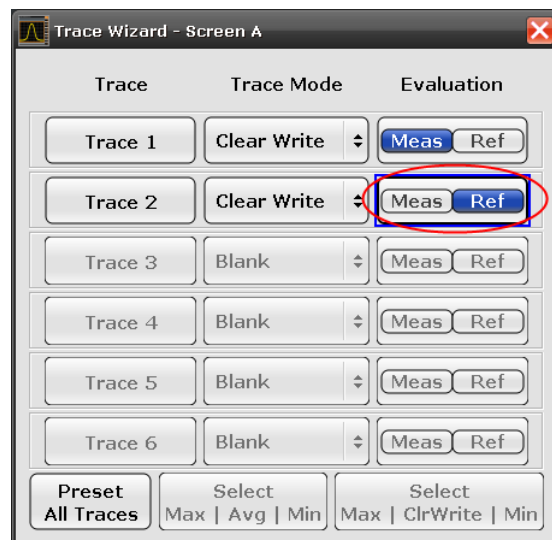 Trace Wizard - Screen A
Trace Trace Mode Evaluation
Trace 1 Clear Write Meas Ref
Trace 2 Clear Write Meas Ref
Trace 3 Blank Meas Ref
Trace 4 Blank Meas Ref
Trace 5 Blank Meas Ref
Trace 6 Blank Meas Ref
Preset Select Select
All Traces Max | Avg | Min Max | ClrWrite | Min